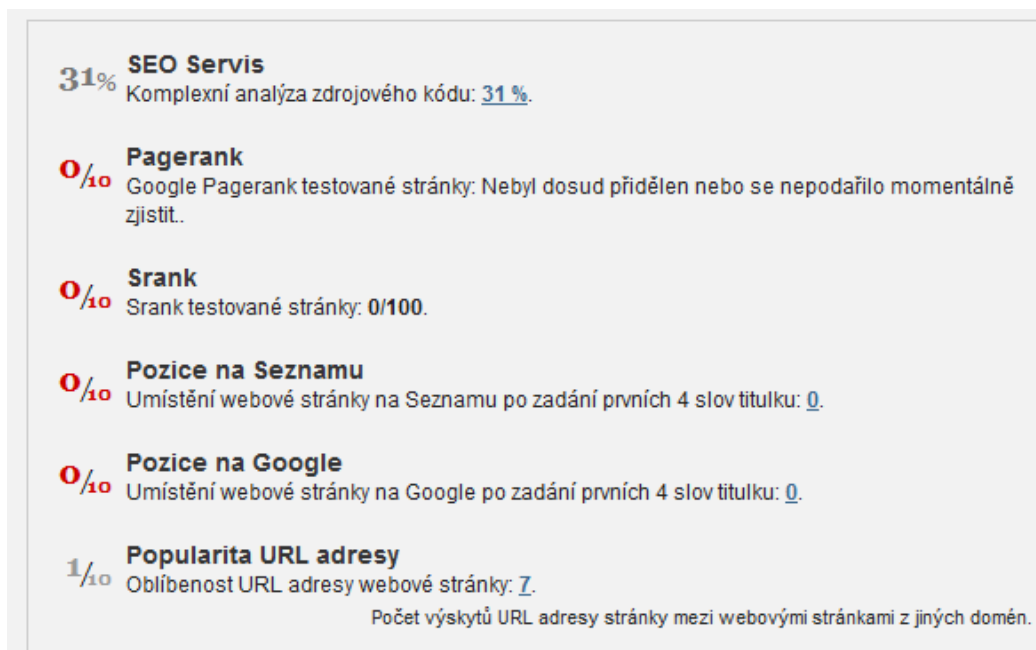 31% SEO Servis
Komplexní analýza zdrojového kódu: 31 %.
0/10 Pagerank
Google Pagerank testované stránky: Nebyl dosud přidělen nebo se nepodařilo momentálně
zjistit..
0/10 Srank
Srank testované stránky: 0/100.
0/10 Pozice na Seznamu
Umístění webové stránky na Seznamu po zadání prvních 4 slov titulku: 0.
0/10 Pozice na Google
Umístění webové stránky na Google po zadání prvních 4 slov titulku: 0.
1/10 Popularita URL adresy
Oblíbenost URL adresy webové stránky: 7.
Počet výskytů URL adresy stránky mezi webovými stránkami z jiných domén.